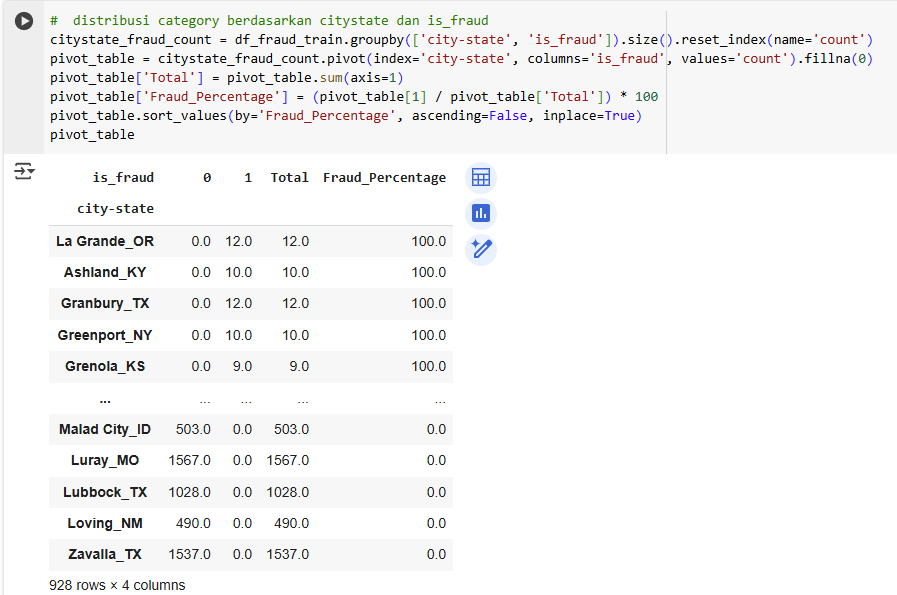 #  distribusi category berdasarkan citystate dan is_fraud
citystate_fraud_count = df_fraud_train.groupby(['city-state', 'is_fraud']).size().reset_index(name='count')
pivot_table = citystate_fraud_count.pivot(index='city-state', columns='is_fraud', values='count').fillna(0)
pivot_table['Total'] = pivot_table.sum(axis=1)
pivot_table['Fraud_Percentage'] = (pivot_table[1] / pivot_table['Total']) * 100
pivot_table.sort_values(by='Fraud_Percentage', ascending=False, inplace=True)
pivot_table
is_fraud 0 1 Total Fraud_Percentage
city-state
La Grande_OR 0.0 12.0 12.0 100.0
Ashland_KY 0.0 10.0 10.0 100.0
Granbury_TX 0.0 12.0 12.0 100.0
Greenport_NY 0.0 10.0 10.0 100.0
Grenola_KS 0.0 9.0 9.0 100.0
... ... ... ... ...
Malad City_ID 503.0 0.0 503.0 0.0
Luray_MO 1567.0 0.0 1567.0 0.0
Lubbock_TX 1028.0 0.0 1028.0 0.0
Loving_NM 490.0 0.0 490.0 0.0
Zavalla_TX 1537.0 0.0 1537.0 0.0
928 rows × 4 columns